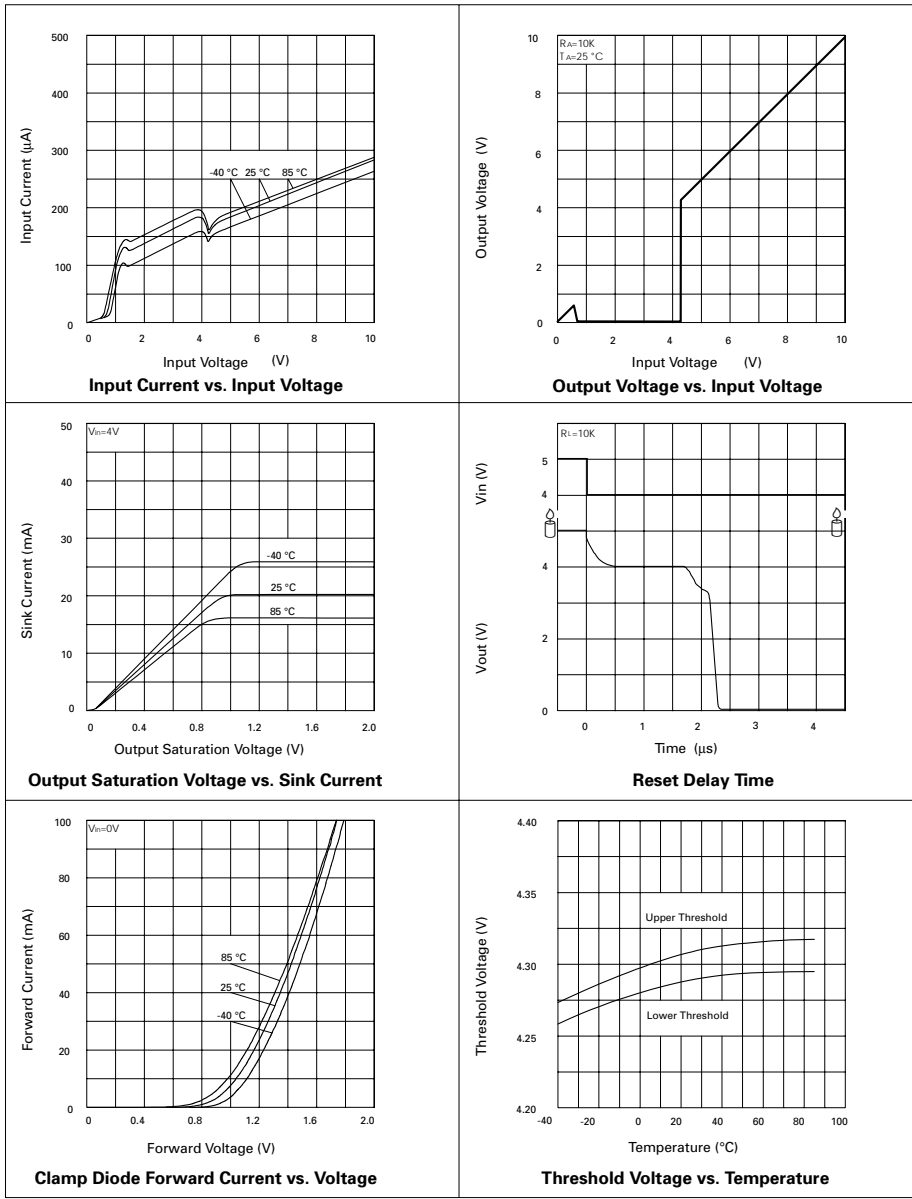 500
400
300
200
100
0
Input Current (µA)
-40 °C 25 °C 85 °C
0 2 4 6 8 10
Input Voltage (V)
Input Current vs. Input Voltage
10
8
6
4
2
0
Output Voltage (V)
RA=10K
TA=25 °C
0 2 4 6 8 10
Input Voltage (V)
Output Voltage vs. Input Voltage
50
40
30
20
10
0
Sink Current (mA)
Vin=4V
-40 °C
25 °C
85 °C
0 0.4 0.8 1.2 1.6 2.0
Output Saturation Voltage (V)
Output Saturation Voltage vs. Sink Current
RL=10K
Vin (V)
5
4
Vout (V)
4
2
0
0 1 2 3 4
Time (µs)
Reset Delay Time
100
80
60
40
20
0
Forward Current (mA)
Vin=0V
85 °C
25 °C
-40 °C
0 0.4 0.8 1.2 1.6 2.0
Forward Voltage (V)
Clamp Diode Forward Current vs. Voltage
4.40
4.35
4.30
4.25
4.20
Threshold Voltage (V)
Upper Threshold
Lower Threshold
-40 -20 0 20 40 60 80 100
Temperature (°C)
Threshold Voltage vs. Temperature